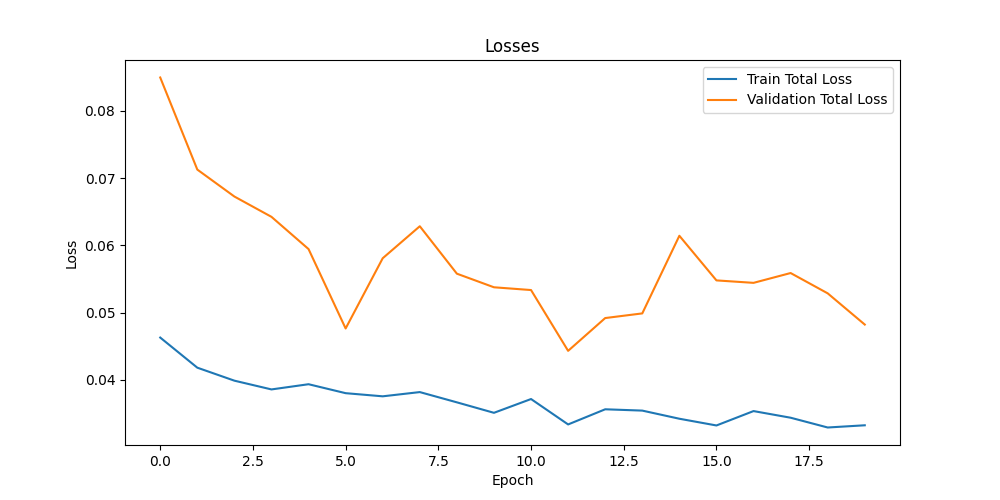 Losses
Train Total Loss
Validation Total Loss
0.08
0.07
0.06
0.05
0.04
Loss
0.0 2.5 5.0 7.5 10.0 12.5 15.0 17.5
Epoch